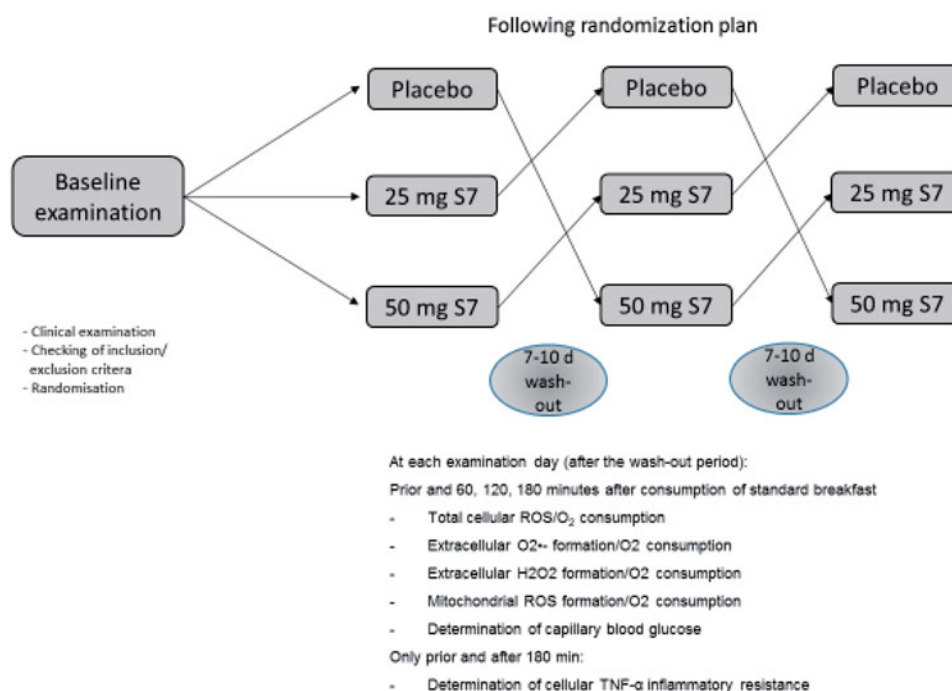 Following randomization plan
Placebo
Placebo
Placebo
Baseline
examination
25 mg S7
25 mg S7
25 mg S7
50 mg S7
50 mg S7
50 mg S7
- Clinical examination
- Checking of inclusion/
exclusion critera
- Randomisation
7-10 d
wash-
out
7-10 d
wash-
out
At each examination day (after the wash-out period):
Prior and 60, 120, 180 minutes after consumption of standard breakfast
- Total cellular ROS/O₂ consumption
- Extracellular O2•- formation/O2 consumption
- Extracellular H2O2 formation/O2 consumption
- Mitochondrial ROS formation/O2 consumption
- Determination of capillary blood glucose
Only prior and after 180 min:
- Determination of cellular TNF-α inflammatory resistance